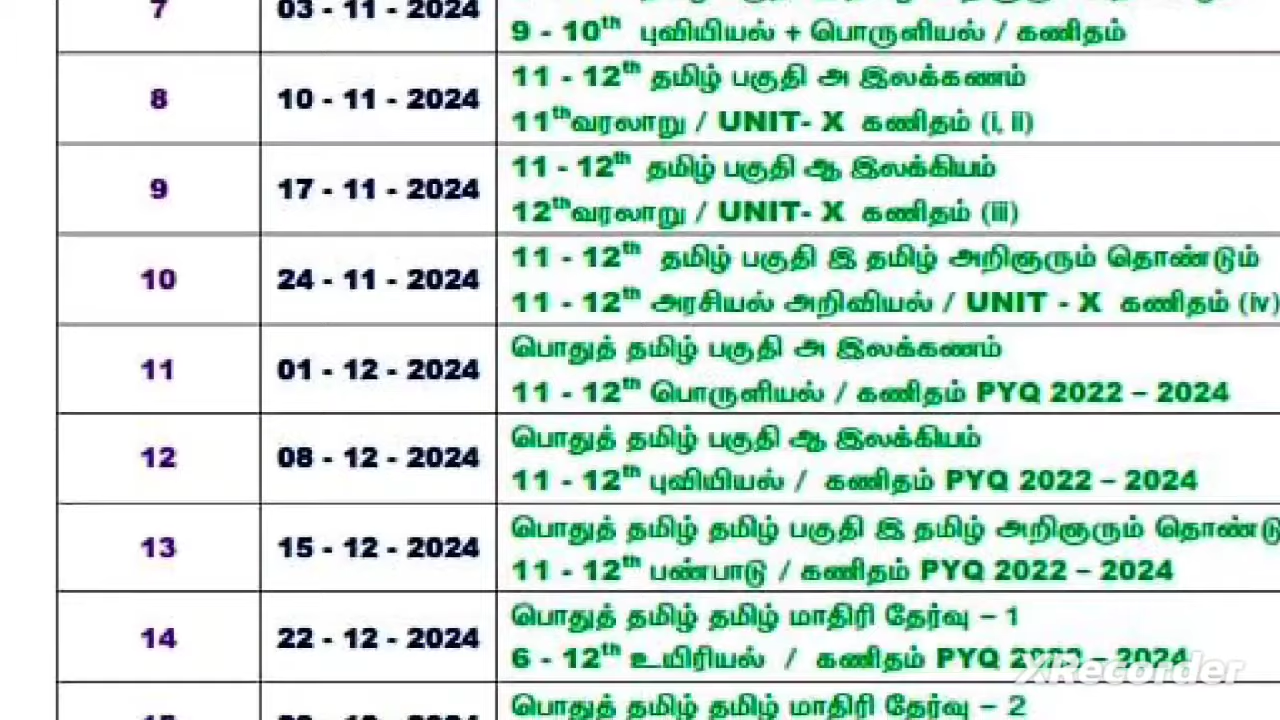 7
03 - 11 - 2024
9 - 10th புவியியல் + பொருளியல் / கணிதம்
8
10 - 11 - 2024
11 - 12th தமிழ் பகுதி அ இலக்கணம்
11thவரலாறு / UNIT- X கணிதம் (i, ii)
9
17 - 11 - 2024
11 - 12th தமிழ் பகுதி ஆ இலக்கியம்
12thவரலாறு / UNIT- X கணிதம் (iii)
10
24 - 11 - 2024
11 - 12th தமிழ் பகுதி இ தமிழ் அறிஞரும் தொண்டும்
11 - 12th அரசியல் அறிவியல் / UNIT - X கணிதம் (iv)
11
01 - 12 - 2024
பொதுத் தமிழ் பகுதி அ இலக்கணம்
11 - 12th பொருளியல் / கணிதம் PYQ 2022 – 2024
12
08 - 12 - 2024
பொதுத் தமிழ் பகுதி ஆ இலக்கியம்
11 - 12th புவியியல் / கணிதம் PYQ 2022 – 2024
13
15 - 12 - 2024
பொதுத் தமிழ் தமிழ் பகுதி இ தமிழ் அறிஞரும் தொண்டு
11 - 12th பண்பாடு / கணிதம் PYQ 2022 – 2024
14
22 - 12 - 2024
பொதுத் தமிழ் தமிழ் மாதிரி தேர்வு – 1
6 - 12th உயிரியல் / கணிதம் PYQ 2022 – 2024
XRecorder
பொதுத் தமிழ் தமிழ் மாதிரி தேர்வு – 2